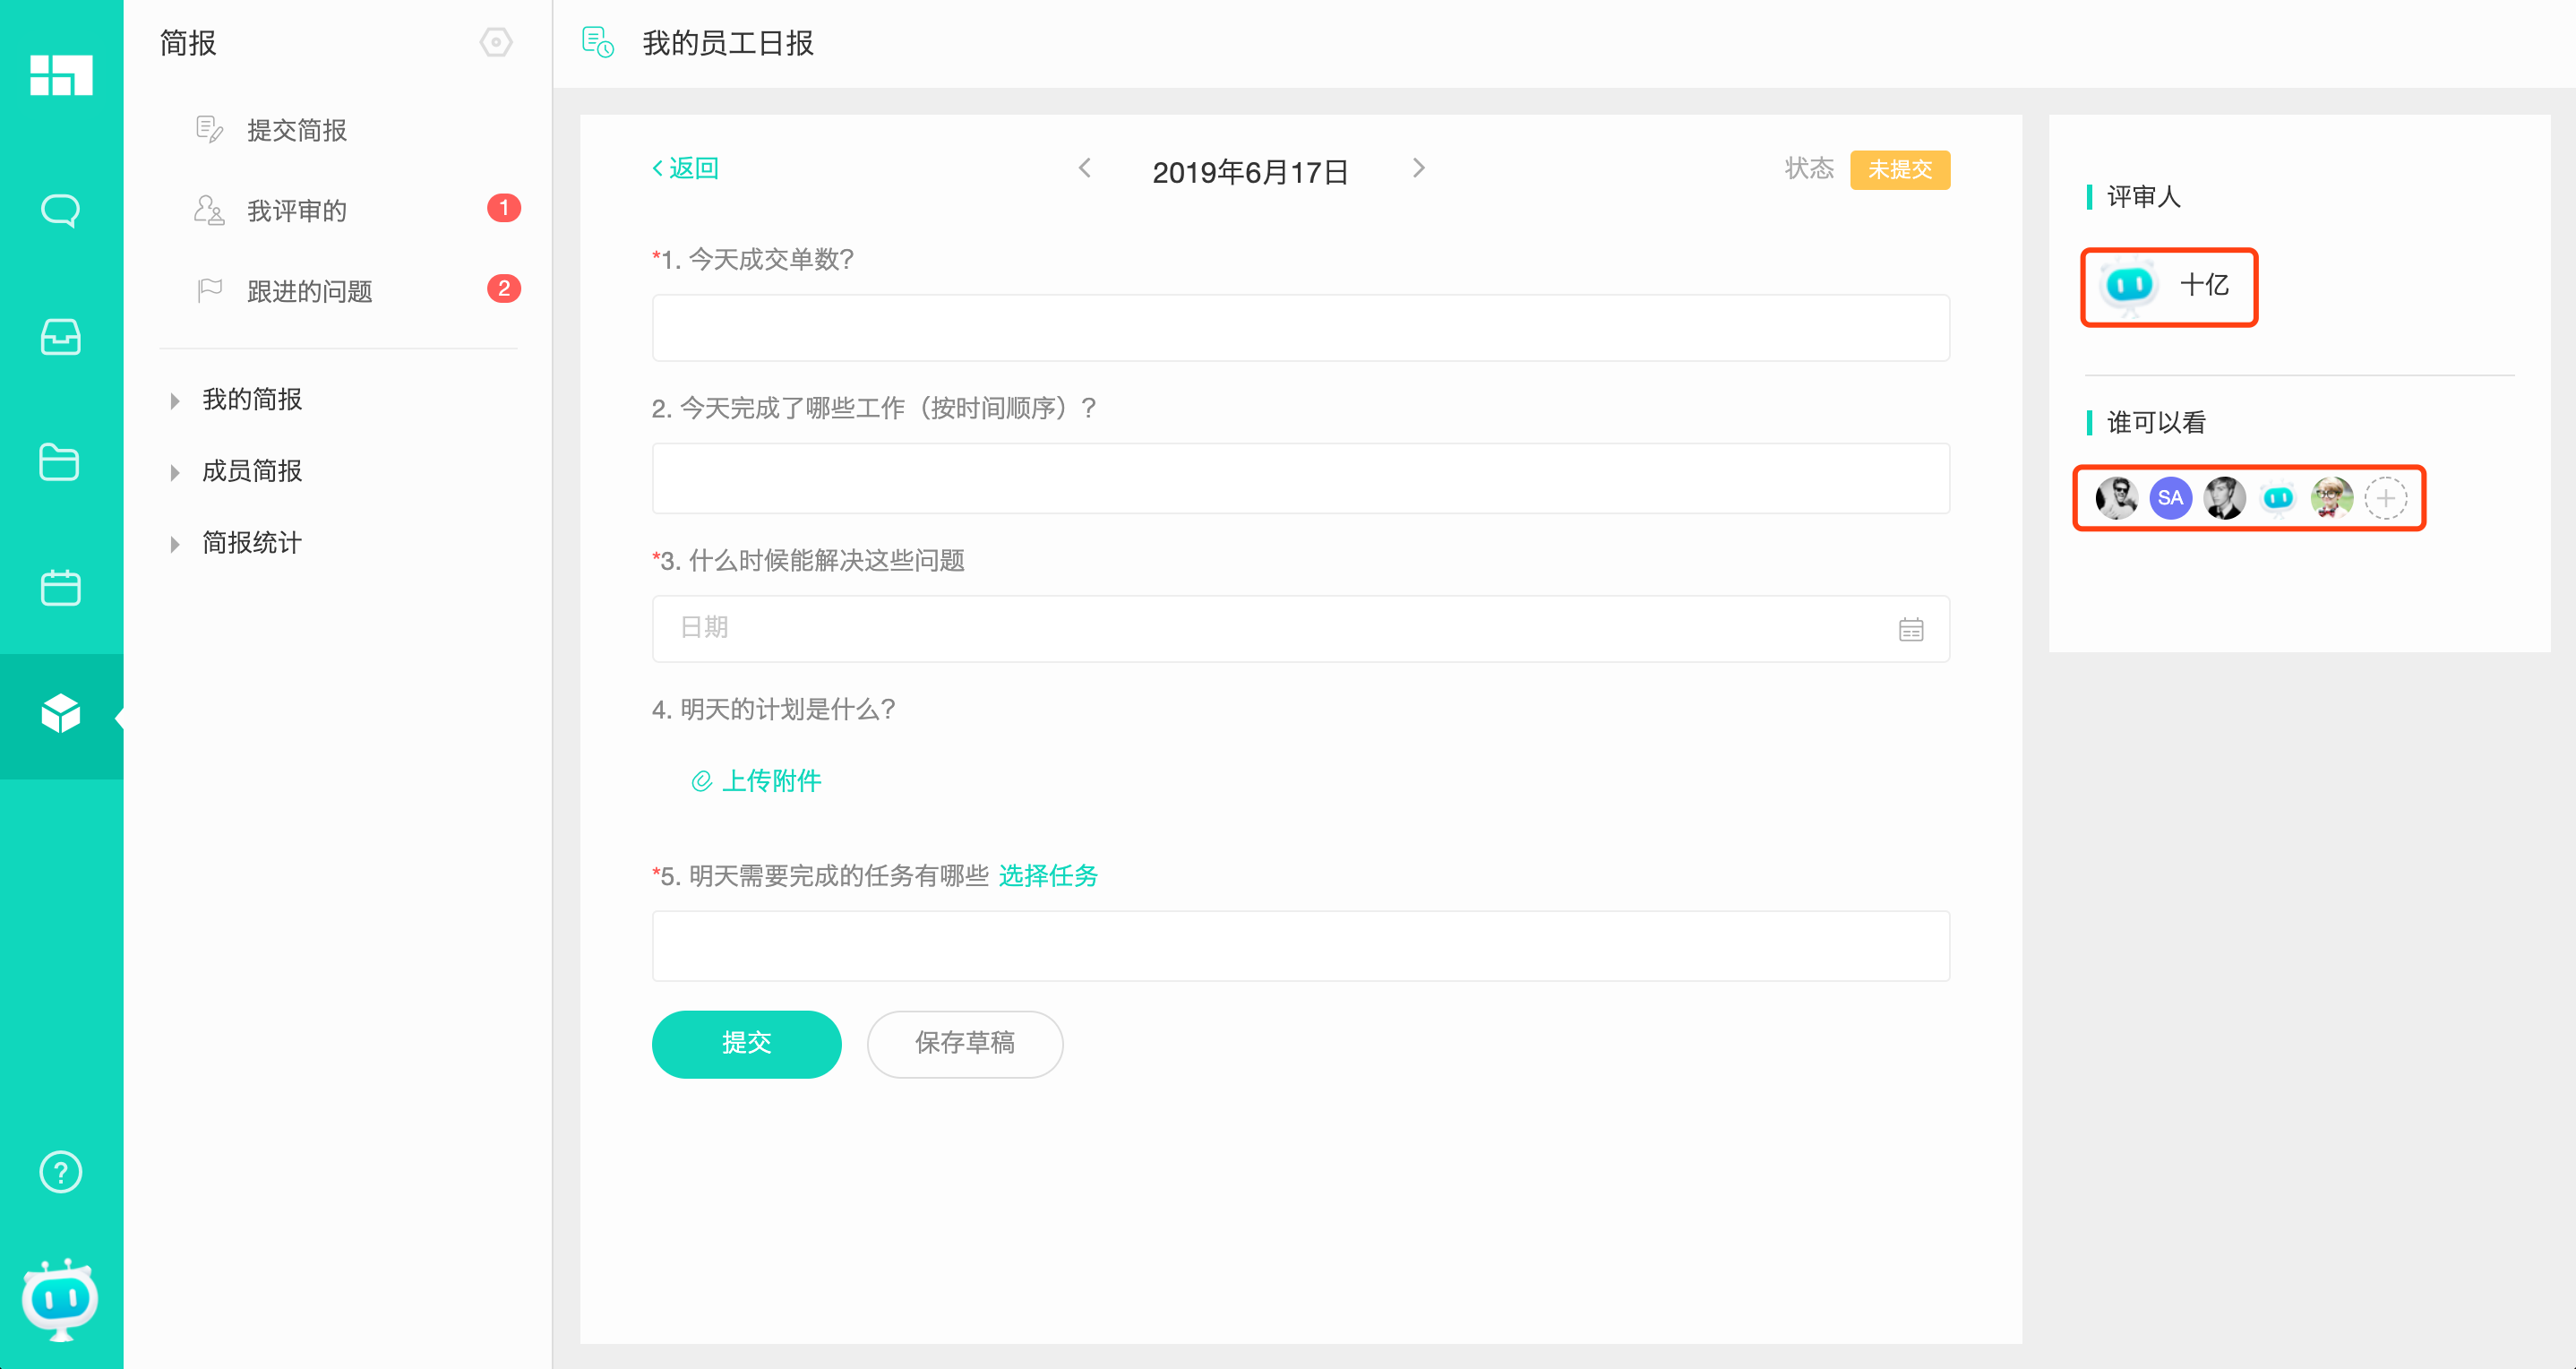 简报
提交简报
我评审的 1
跟进的问题 2
我的简报
成员简报
简报统计
?
我的员工日报
返回
2019年6月17日
状态 未提交
*1. 今天成交单数?
2. 今天完成了哪些工作（按时间顺序）?
*3. 什么时候能解决这些问题
日期
4. 明天的计划是什么?
上传附件
*5. 明天需要完成的任务有哪些 选择任务
提交 保存草稿
评审人
十亿
谁可以看
SA